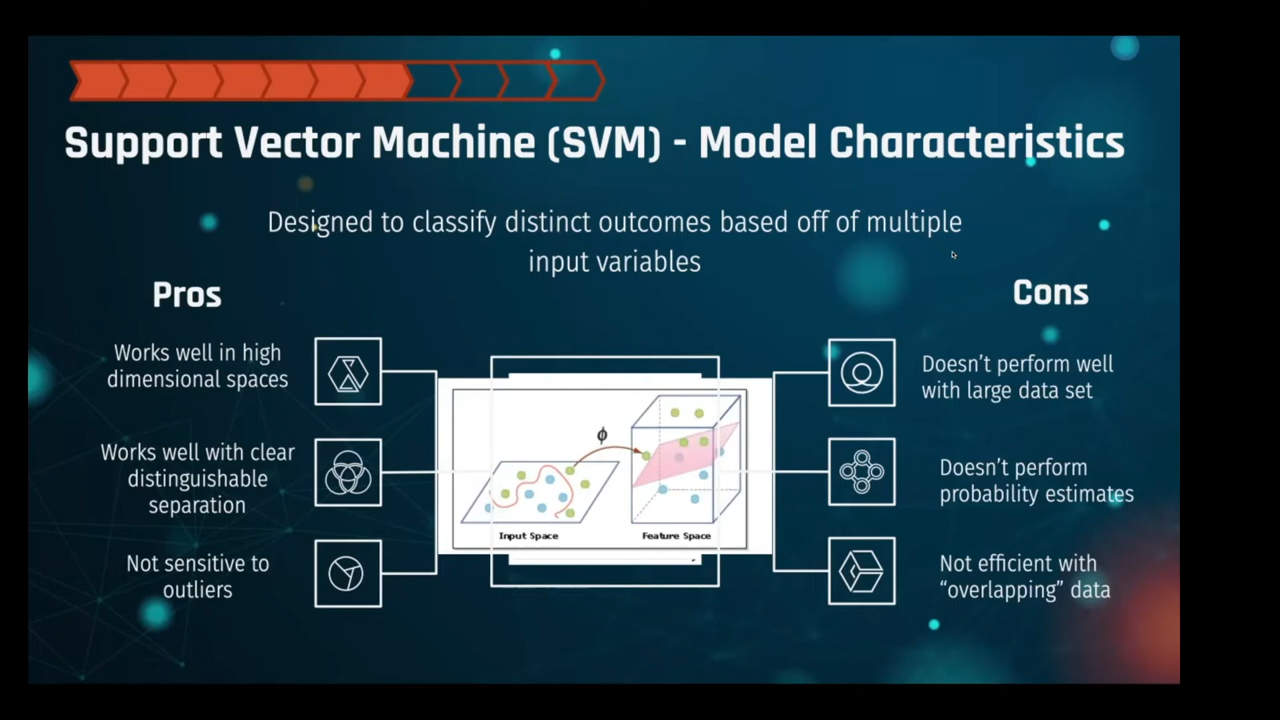 Support Vector Machine (SVM) - Model Characteristics
Designed to classify distinct outcomes based off of multiple
input variables
Pros
Works well in high
dimensional spaces
Works well with clear
distinguishable
separation
Not sensitive to
outliers
ϕ
Input Space
Feature Space
Cons
Doesn’t perform well
with large data set
Doesn’t perform
probability estimates
Not efficient with
“overlapping” data